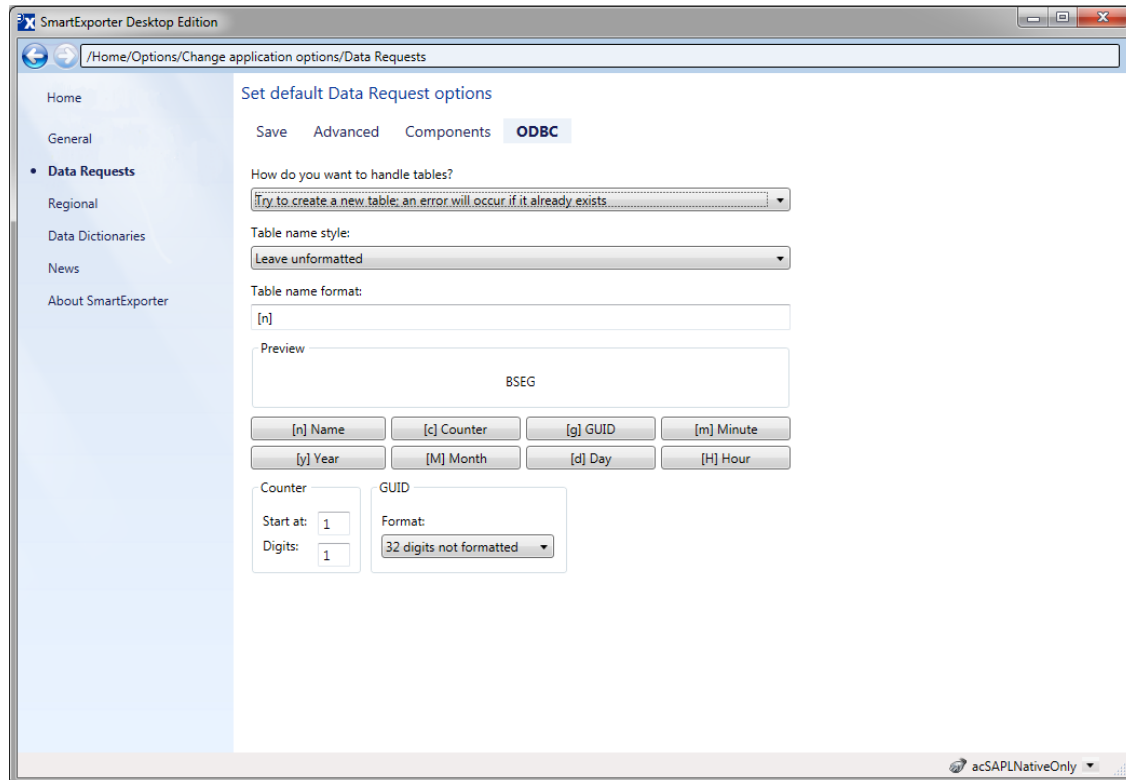 SmartExporter Desktop Edition
/Home/Options/Change application options/Data Requests
Home
General
Data Requests
Regional
Data Dictionaries
News
About SmartExporter
Set default Data Request options
Save Advanced Components ODBC
How do you want to handle tables?
Try to create a new table; an error will occur if it already exists
Table name style:
Leave unformatted
Table name format:
[n]
Preview
BSEG
[n] Name [c] Counter [g] GUID [m] Minute
[y] Year [M] Month [d] Day [H] Hour
Counter GUID
Start at: 1 Format:
Digits: 1 32 digits not formatted
acSAPLNativeOnly